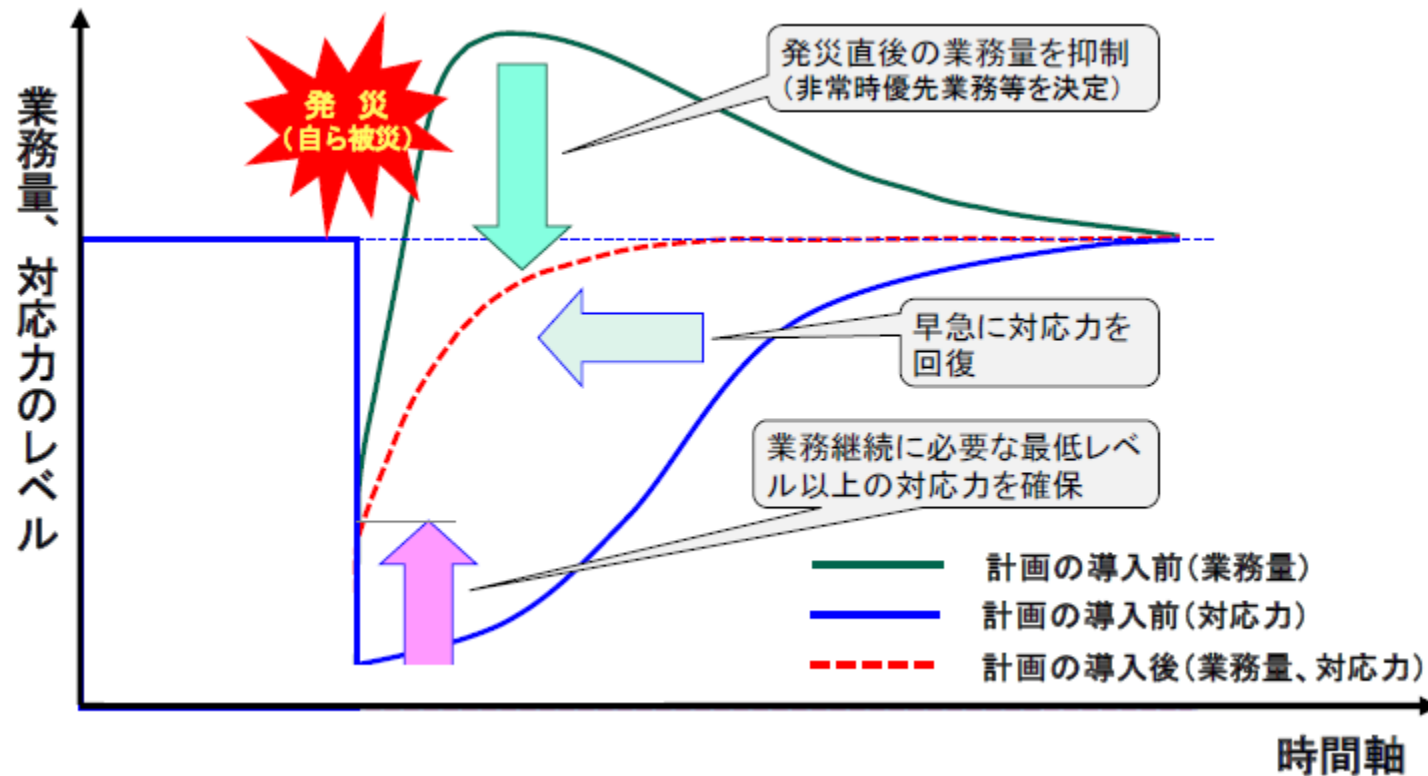 業務量、対応力のレベル
発 災
(自ら被災)
発災直後の業務量を抑制
(非常時優先業務等を決定)
早急に対応力を
回復
業務継続に必要な最低レベ
ル以上の対応力を確保
計画の導入前(業務量)
計画の導入前(対応力)
計画の導入後(業務量、対応力)
時間軸